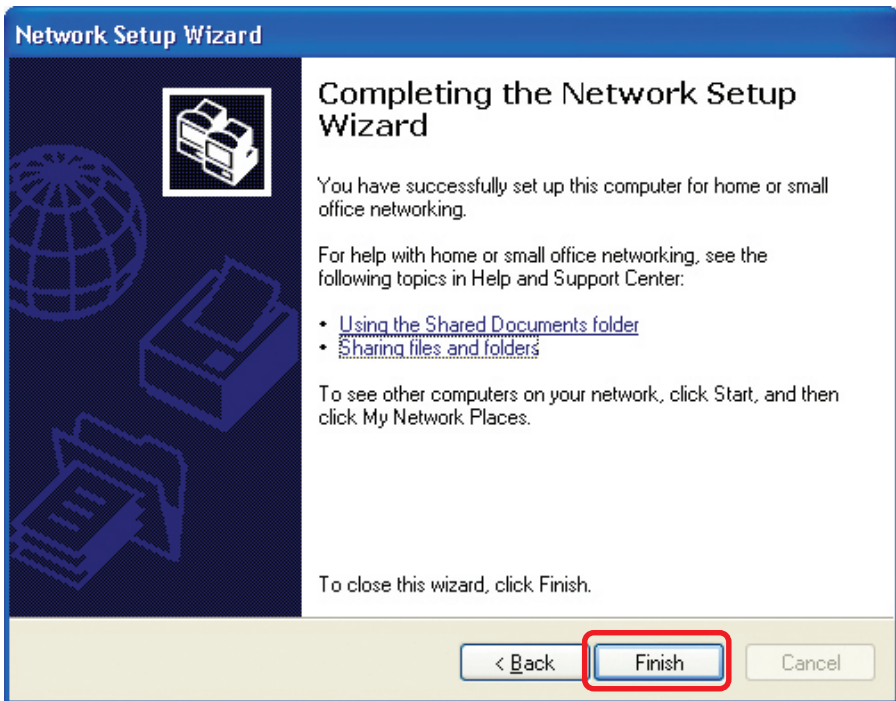 Network Setup Wizard
Completing the Network Setup
Wizard
You have successfully set up this computer for home or small
office networking.
For help with home or small office networking, see the
following topics in Help and Support Center:
• Using the Shared Documents folder
• Sharing files and folders
To see other computers on your network, click Start, and then
click My Network Places.
To close this wizard, click Finish.
< Back Finish Cancel